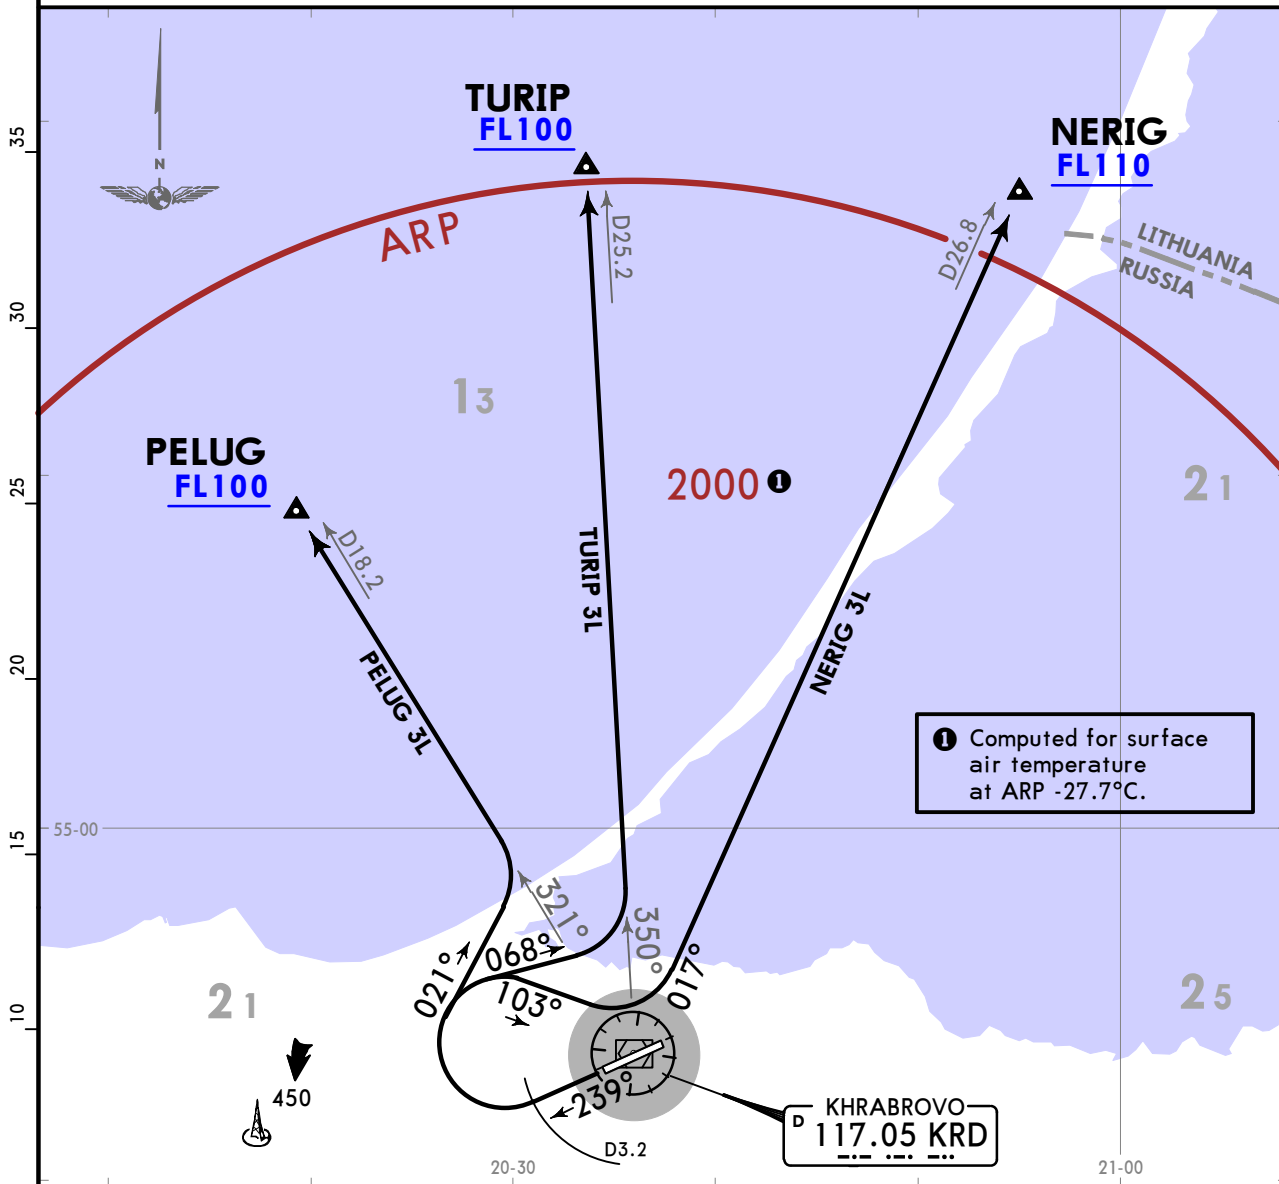 TURIP
FL100
NERIG
FL110
35
N
ARP
D25.2
D26.8
LITHUANIA
RUSSIA
30
13
PELUG
FL100
2000 1
21
25
D18.2
TURIP 3L
NERIG 3L
20
PELUG 3L
1 Computed for surface
air temperature
at ARP -27.7°C.
55-00
15
321°
350°
068°
021°
017°
103°
21
25
10
239°
450
KHRABROVO
D 117.05 KRD
D3.2
20-30
21-00